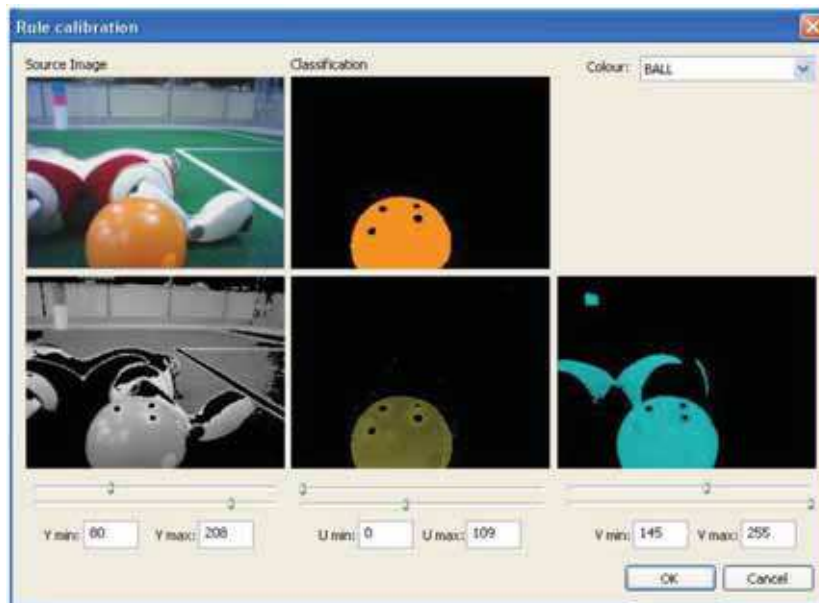 Rule calibration
Source Image
Classification
Colour: BALL
Y min: 80 Y max: 208
U min: 0 U max: 109
V min: 145 V max: 255
OK Cancel